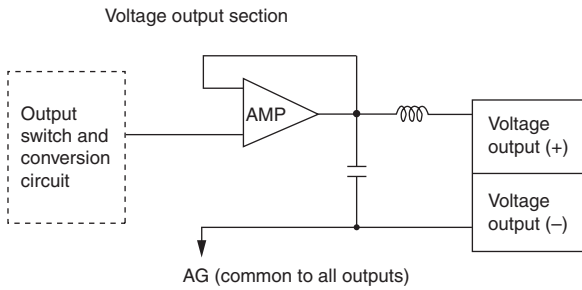 Voltage output section
Output
switch and
conversion
circuit
AMP
Voltage
output (+)
Voltage
output (–)
AG (common to all outputs)